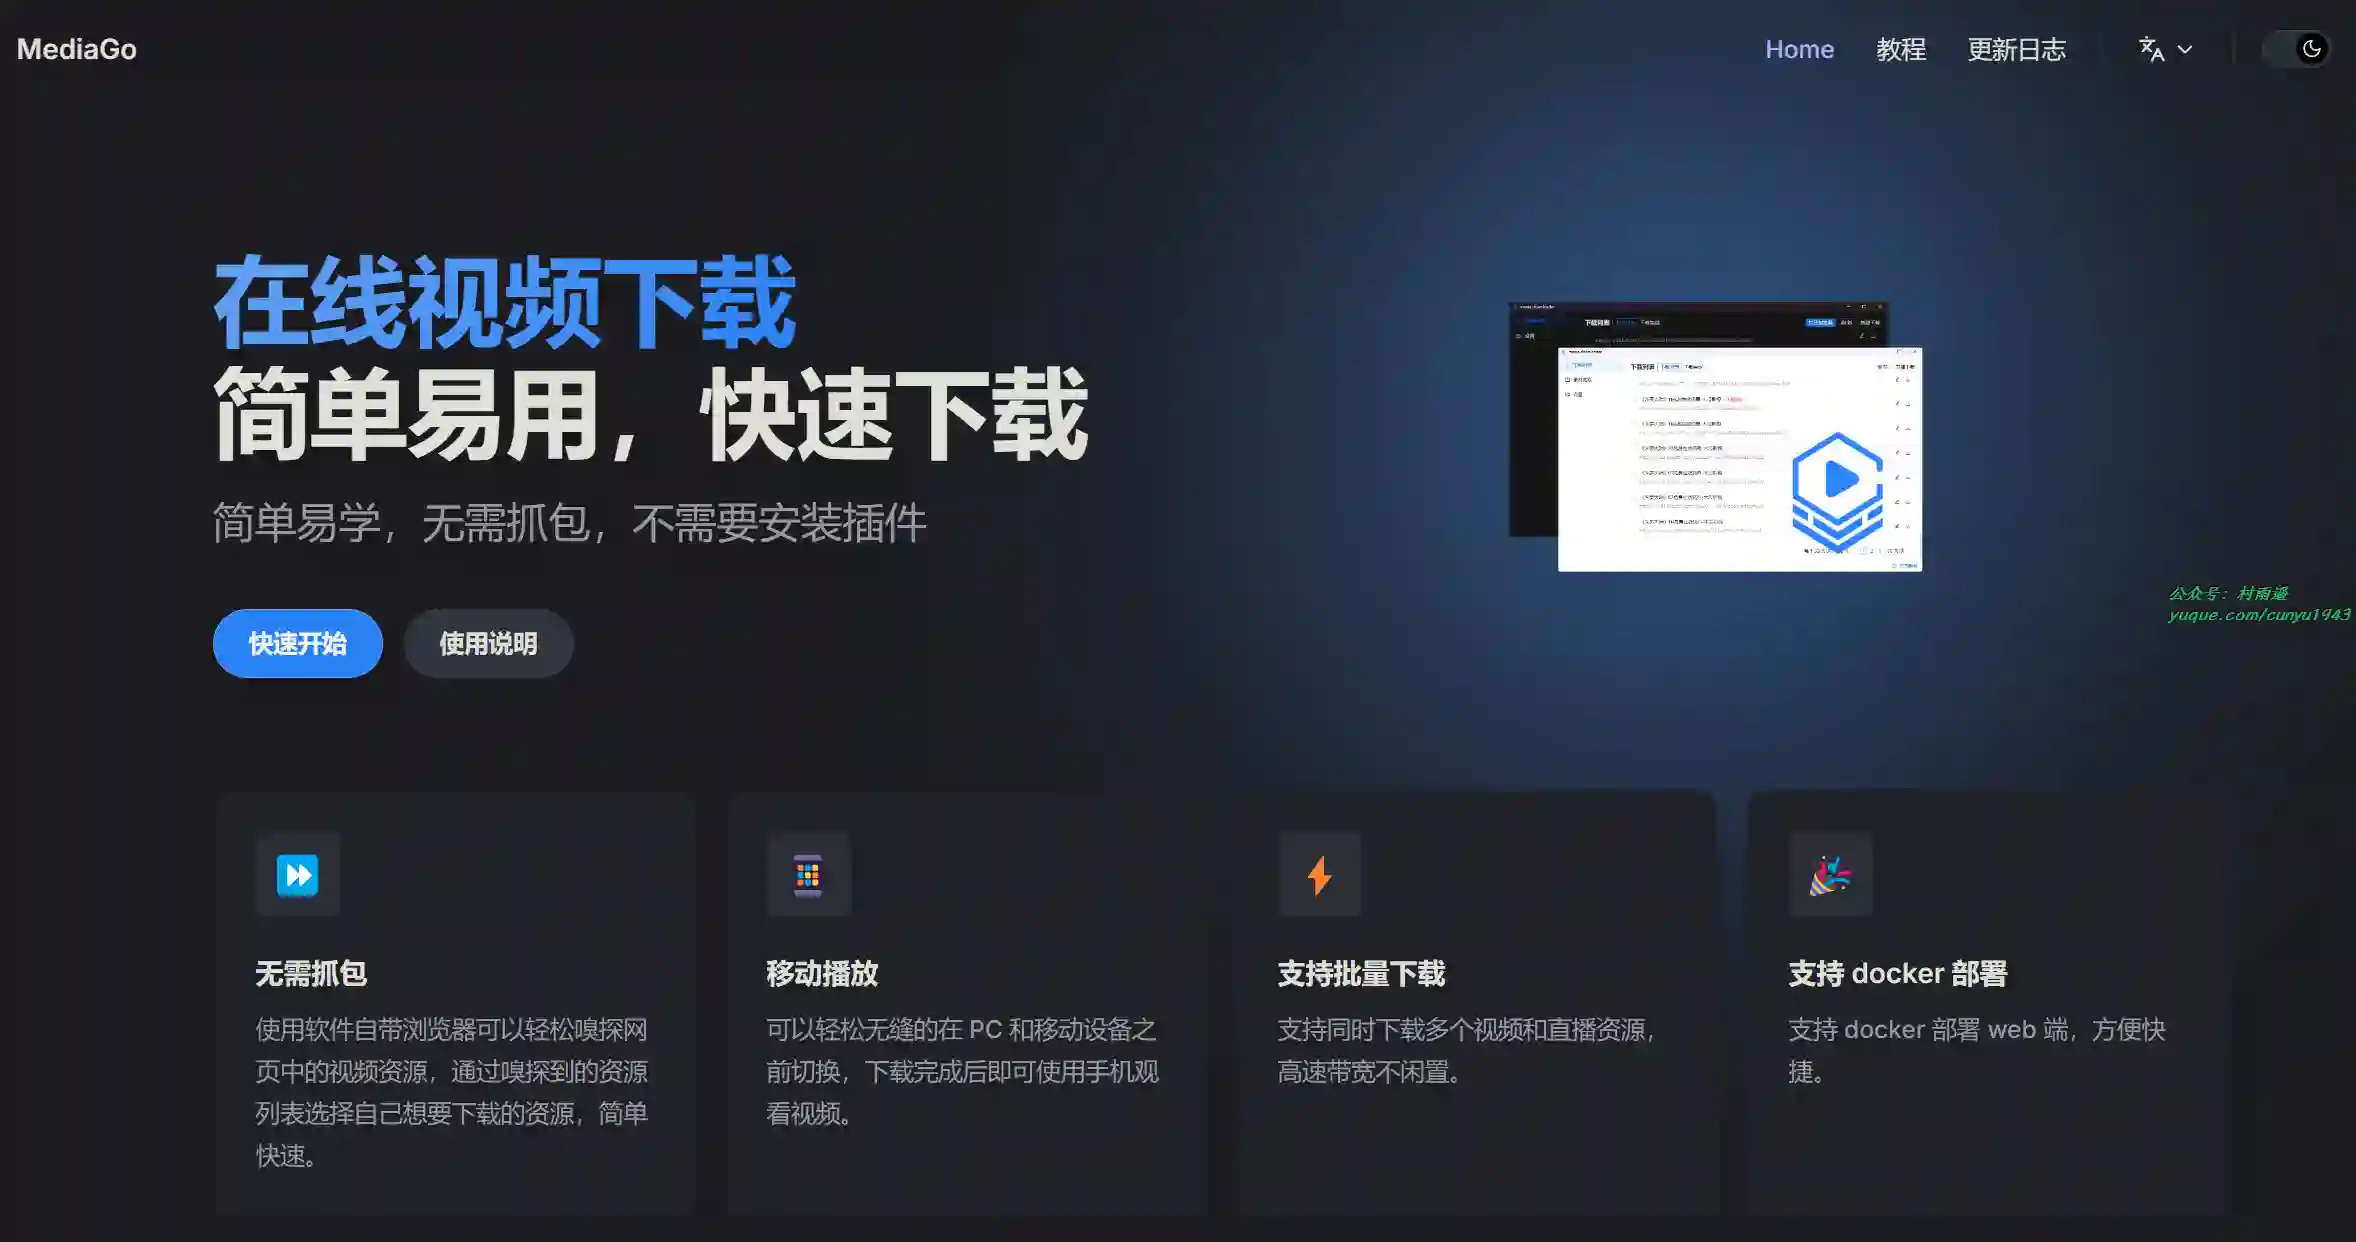 MediaGo
Home 教程 更新日志
在线视频下载
简单易用，快速下载
简单易学，无需抓包，不需要安装插件
快速开始 使用说明
下载列表
下载列表
公众号：村雨遥
yuque.com/cunyu1943
无需抓包
使用软件自带浏览器可以轻松嗅探网
页中的视频资源，通过嗅探到的资源
列表选择自己想要下载的资源，简单
快速。
移动播放
可以轻松无缝的在 PC 和移动设备之
前切换，下载完成后即可使用手机观
看视频。
支持批量下载
支持同时下载多个视频和直播资源，
高速带宽不闲置。
支持 docker 部署
支持 docker 部署 web 端，方便快
捷。